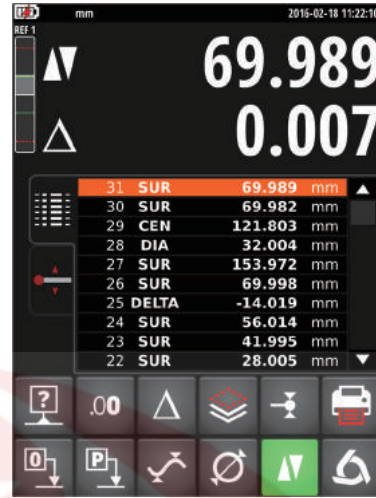 mm 2016-02-18 11:22:16
REF 1
69.989
0.007
31 SUR 69.989 mm
30 SUR 69.982 mm
29 CEN 121.803 mm
28 DIA 32.004 mm
27 SUR 153.972 mm
26 SUR 69.998 mm
25 DELTA -14.019 mm
24 SUR 56.014 mm
23 SUR 41.995 mm
22 SUR 28.005 mm
? .00
0 P